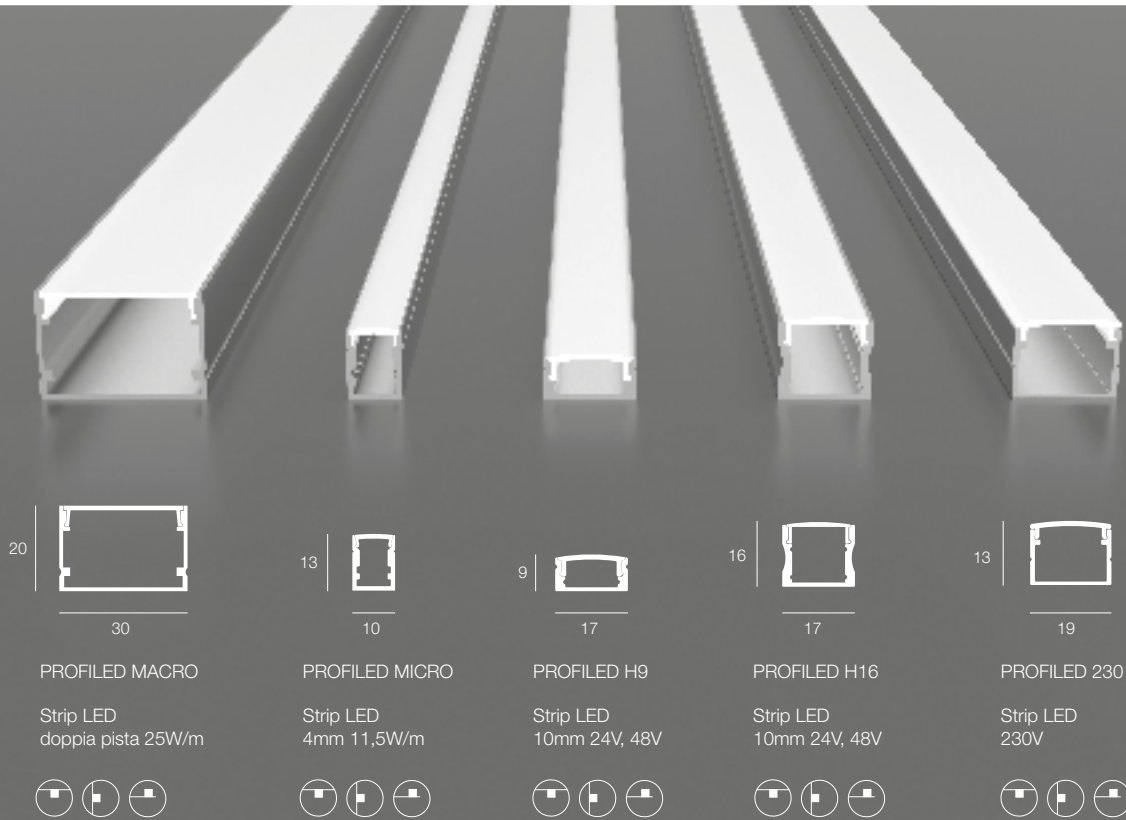 20
30
PROFILED MACRO
Strip LED
doppia pista 25W/m
13
10
PROFILED MICRO
Strip LED
4mm 11,5W/m
9
17
PROFILED H9
Strip LED
10mm 24V, 48V
16
17
PROFILED H16
Strip LED
10mm 24V, 48V
13
19
PROFILED 230
Strip LED
230V